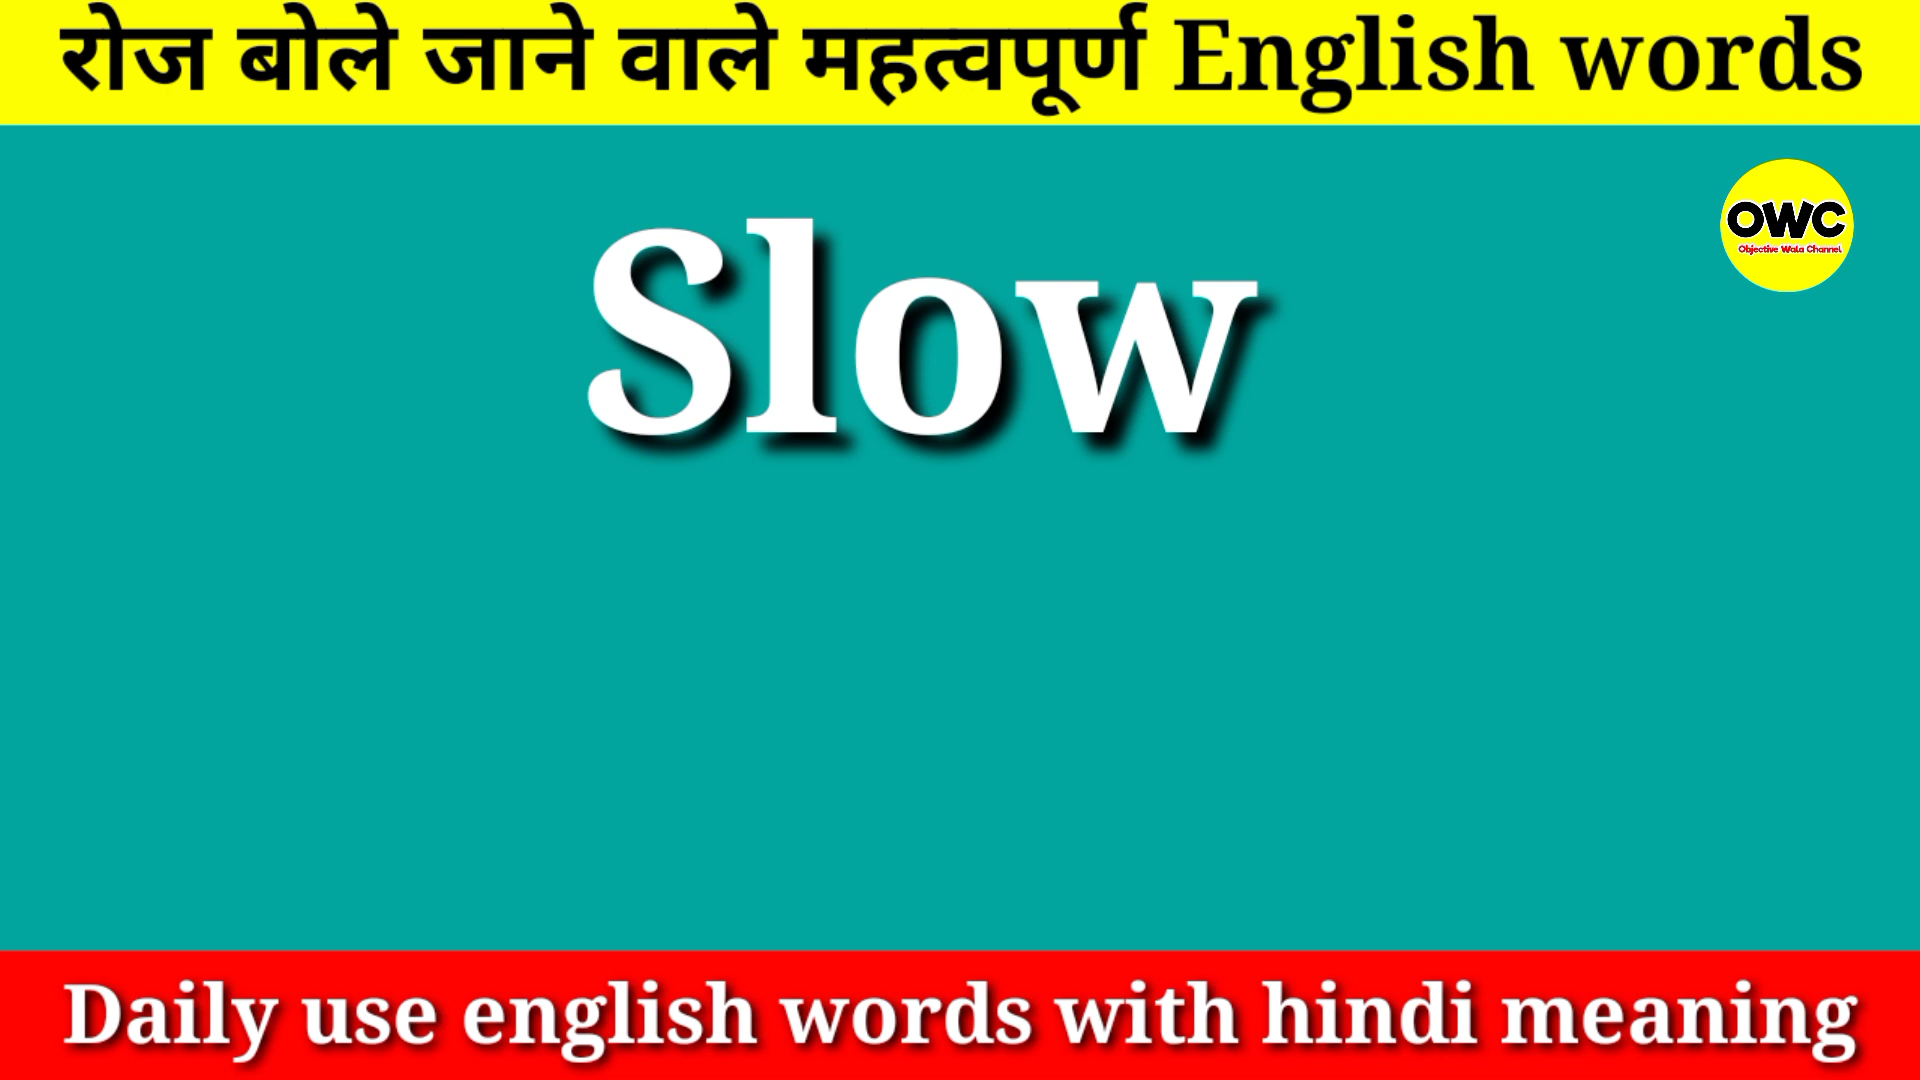 रोज बोले जाने वाले महत्वपूर्ण English words
OWC
Objective Wala Channel
Slow
Daily use english words with hindi meaning